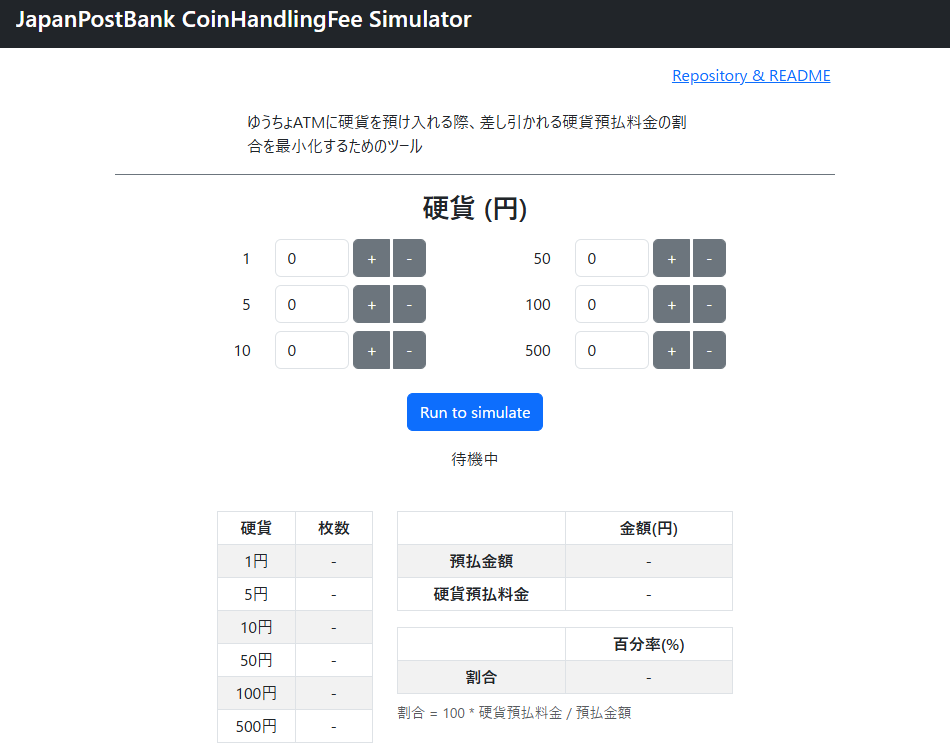 JapanPostBank CoinHandlingFee Simulator
Repository & README
ゆうちょATMに硬貨を預け入れる際、差し引かれる硬貨預払料金の割
合を最小化するためのツール
硬貨 (円)
1 0 + - 50 0 + -
5 0 + - 100 0 + -
10 0 + - 500 0 + -
Run to simulate
待機中
硬貨 枚数
1円 -
5円 -
10円 -
50円 -
100円 -
500円 -
金額(円)
預払金額 -
硬貨預払料金 -
百分率(%)
割合 -
割合 = 100 * 硬貨預払料金 / 預払金額